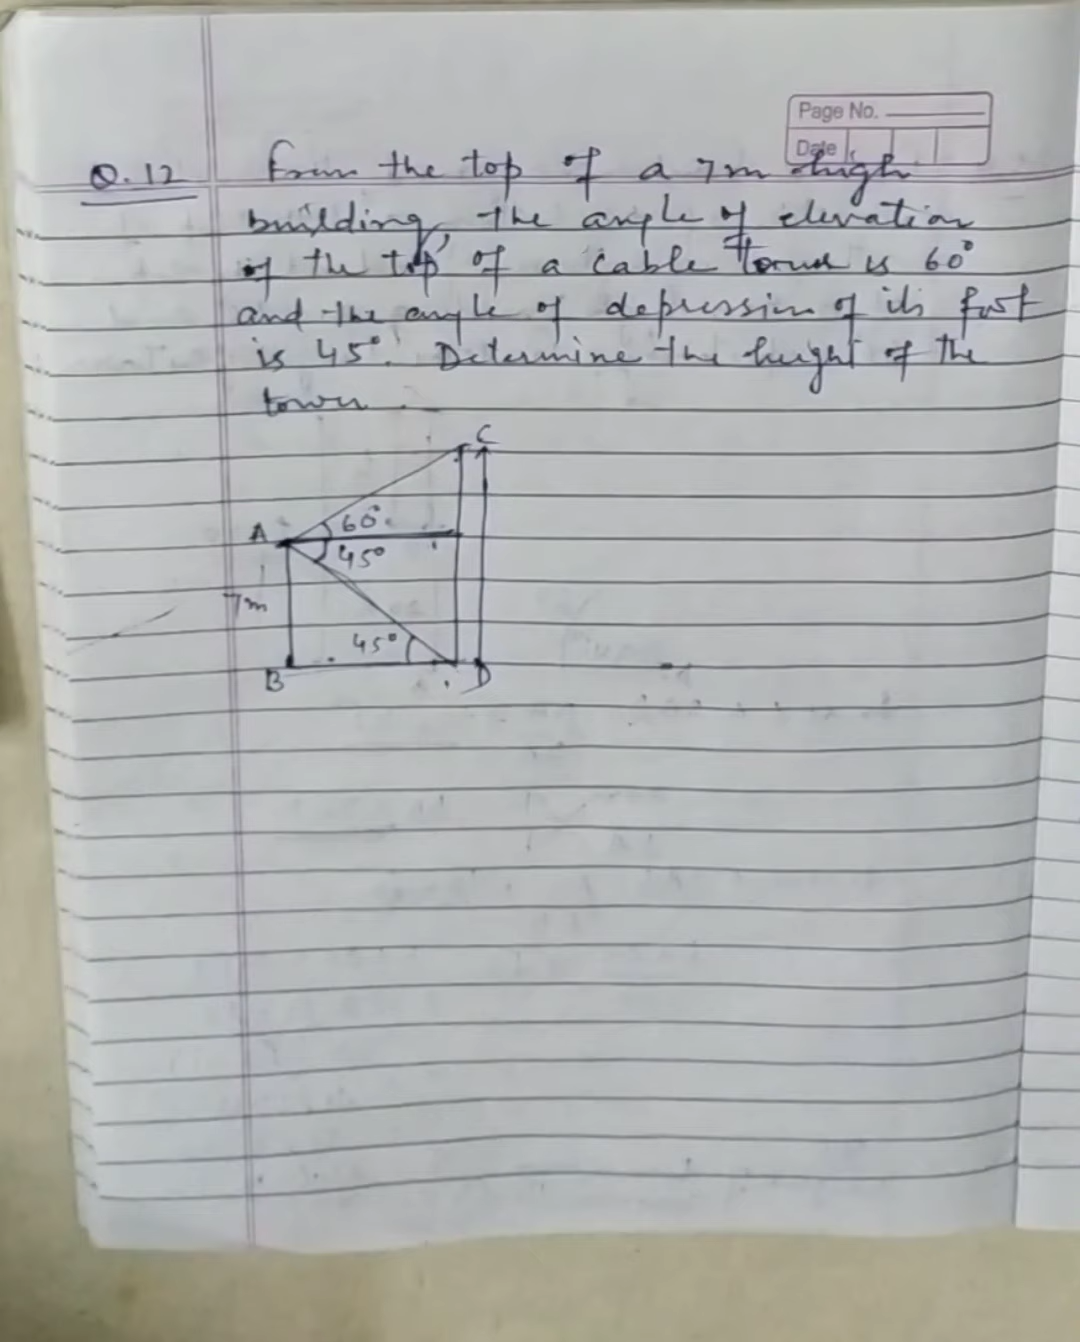 Page No.
Date
Q.12 From the top of a 7m high
building, the angle of elevation
of the top of a cable tower is 60°
and the angle of depression of its foot
is 45°. Determine the height of the
tower.
C
A 60°
45°
7m
45°
B D